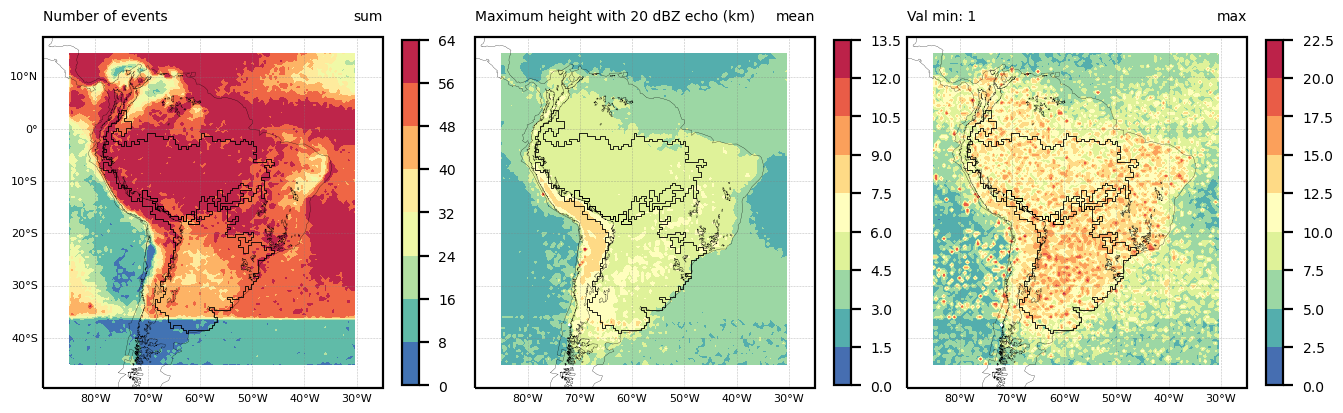 Number of events sum
Maximum height with 20 dBZ echo (km) mean
Val min: 1 max
10°N
0°
10°S
20°S
30°S
40°S
80°W 70°W 60°W 50°W 40°W 30°W
64
56
48
40
32
24
16
8
0
80°W 70°W 60°W 50°W 40°W 30°W
13.5
12.0
10.5
9.0
7.5
6.0
4.5
3.0
1.5
0.0
80°W 70°W 60°W 50°W 40°W 30°W
22.5
20.0
17.5
15.0
12.5
10.0
7.5
5.0
2.5
0.0